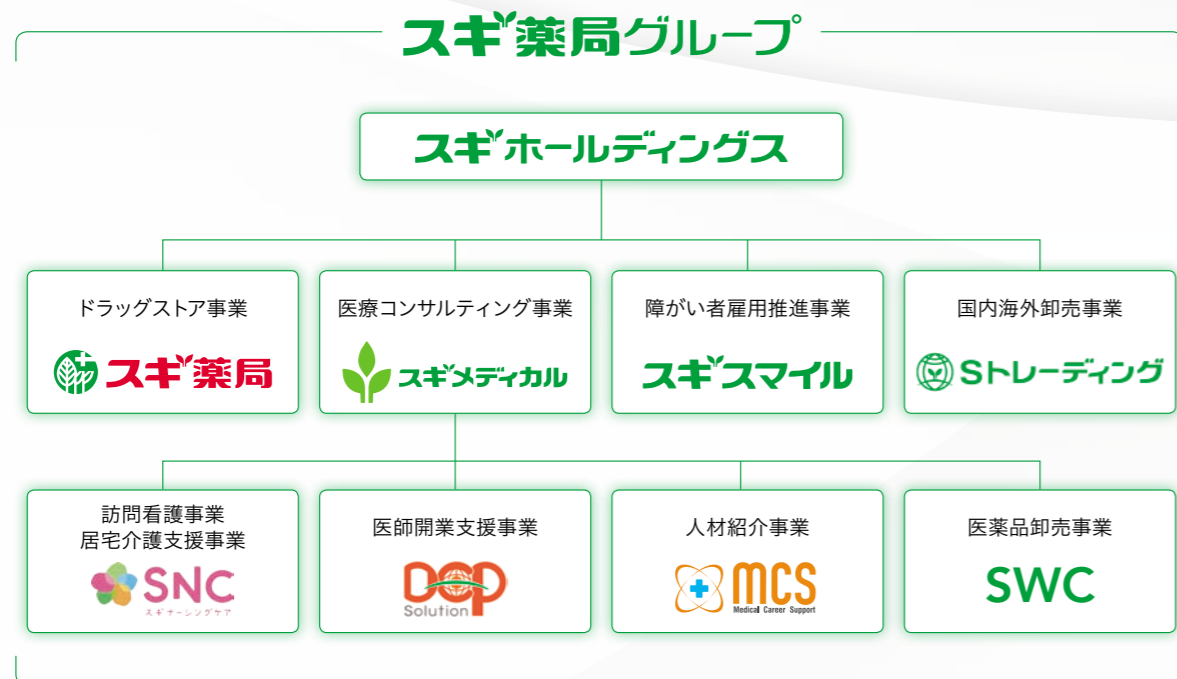 スギ薬局グループ
スギホールディングス
ドラッグストア事業
スギ薬局
医療コンサルティング事業
スギメディカル
障がい者雇用推進事業
スギスマイル
国内海外卸売事業
Sトレーディング
訪問看護事業
居宅介護支援事業
SNC
スギナーシングケア
医師開業支援事業
DCP
Solution
人材紹介事業
MCS
Medical Career Support
医薬品卸売事業
SWC